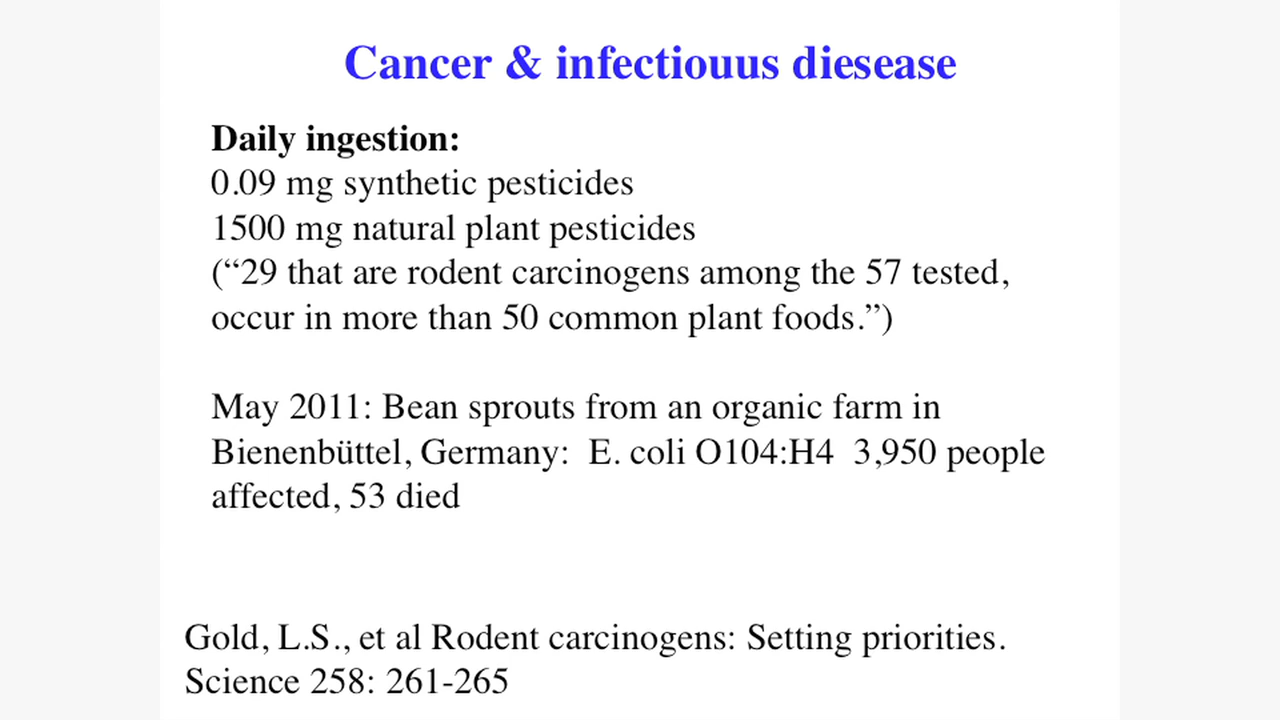 Cancer & infectiouus diesease
Daily ingestion:
0.09 mg synthetic pesticides
1500 mg natural plant pesticides
(“29 that are rodent carcinogens among the 57 tested,
occur in more than 50 common plant foods.”)
May 2011: Bean sprouts from an organic farm in
Bienenbüttel, Germany:  E. coli O104:H4  3,950 people
affected, 53 died
Gold, L.S., et al Rodent carcinogens: Setting priorities.
Science 258: 261-265